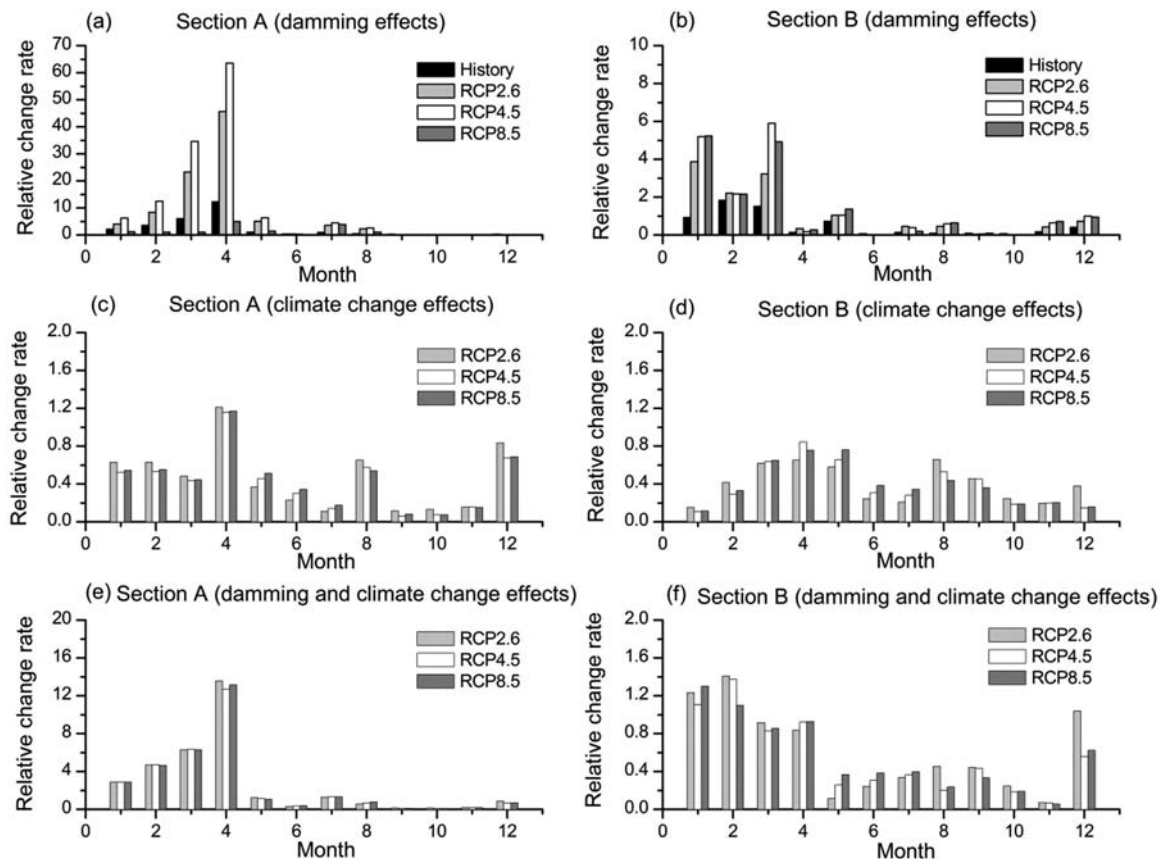 (a) Section A (damming effects)
Relative change rate
70
60
50
40
30
20
10
0
History
RCP2.6
RCP4.5
RCP8.5
0 2 4 6 8 10 12
Month
(b) Section B (damming effects)
Relative change rate
10
8
6
4
2
0
History
RCP2.6
RCP4.5
RCP8.5
0 2 4 6 8 10 12
Month
(c) Section A (climate change effects)
Relative change rate
2.0
1.6
1.2
0.8
0.4
0.0
RCP2.6
RCP4.5
RCP8.5
0 2 4 6 8 10 12
Month
(d) Section B (climate change effects)
Relative change rate
2.0
1.6
1.2
0.8
0.4
0.0
RCP2.6
RCP4.5
RCP8.5
0 2 4 6 8 10 12
Month
(e) Section A (damming and climate change effects)
Relative change rate
20
16
12
8
4
0
RCP2.6
RCP4.5
RCP8.5
0 2 4 6 8 10 12
Month
(f) Section B (damming and climate change effects)
Relative change rate
2.0
1.6
1.2
0.8
0.4
0.0
RCP2.6
RCP4.5
RCP8.5
0 2 4 6 8 10 12
Month